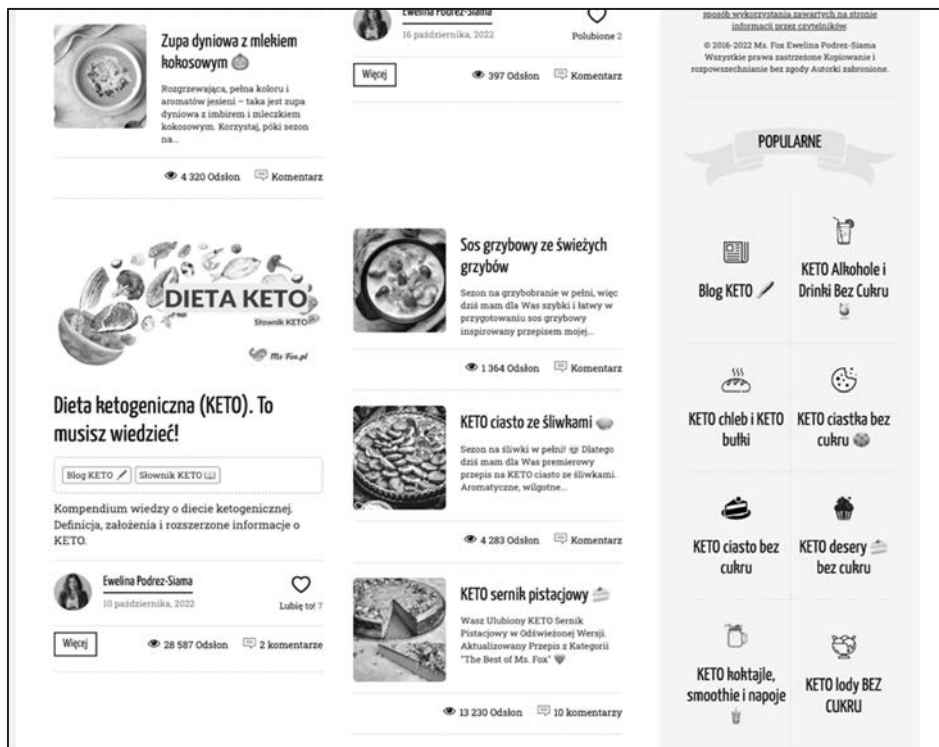 Zupa dyniowa z mlekiem
kokosowym
Rozgrzewająca, pełna koloru i
aromatów jesieni – taka jest zupa
dyniowa z imbirem i mleczkiem
kokosowym. Korzystaj, póki sezon
na...
4 320 Odsłon Komentarz
DIETA KETO
Słownik KETO
Ms-Fox.pl
Dieta ketogeniczna (KETO). To
musisz wiedzieć!
Blog KETO Słownik KETO
Kompendium wiedzy o diecie ketogenicznej.
Definicja, założenia i rozszerzone informacje o
KETO.
Ewelina Podrez-Siama
10 października, 2022
Lubię to! 7
Więcej
28 587 Odsłon 2 komentarze
Ewelina Podrez-Siama
16 października, 2022
Polubione 2
Więcej
397 Odsłon Komentarz
Sos grzybowy ze świeżych
grzybów
Sezon na grzybobranie w pełni, więc
dziś mam dla Was szybki i łatwy w
przygotowaniu sos grzybowy
inspirowany przepisem mojej...
1 364 Odsłon Komentarz
KETO ciasto ze śliwkami
Sezon na śliwki w pełni! Dlatego
dziś mam dla Was premierowy
przepis na KETO ciasto ze śliwkami.
Aromatyczne, wilgotne...
4 283 Odsłon Komentarz
KETO sernik pistacjowy
Wasz Ulubiony KETO Sernik
Pistacjowy w Odświeżonej Wersji.
Aktualizowany Przepis z Kategorii
"The Best of Ms. Fox"
13 230 Odsłon 10 komentarzy
sposób wykorzystania zawartych na stronie
informacji przez czytelników.
© 2016-2022 Ms. Fox Ewelina Podrez-Siama
Wszystkie prawa zastrzeżone Kopiowanie i
rozpowszechnianie bez zgody Autorki zabronione.
POPULARNE
Blog KETO
KETO Alkohole i
Drinki Bez Cukru
KETO chleb i KETO
bułki
KETO ciastka bez
cukru
KETO ciasto bez
cukru
KETO desery
bez cukru
KETO koktajle,
smoothie i napoje
KETO lody BEZ
CUKRU